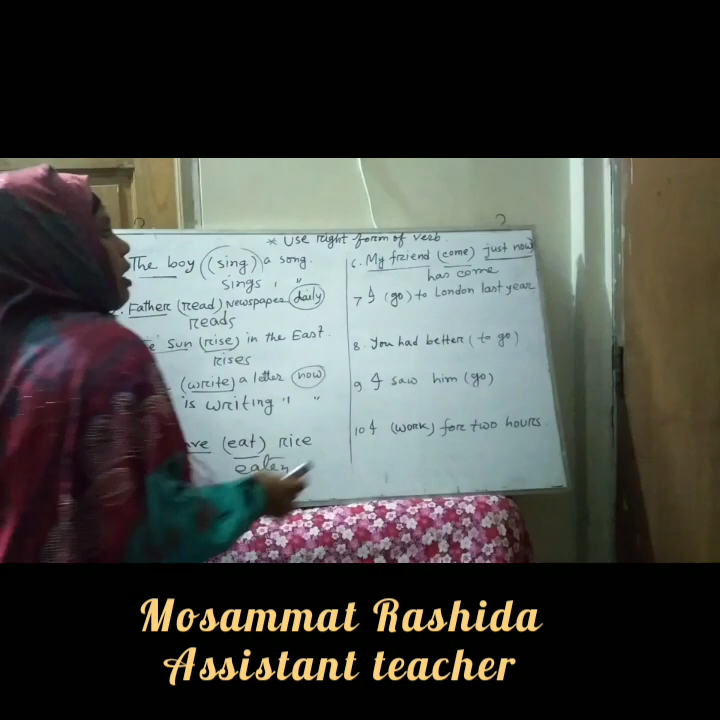 * Use right form of verb.
The boy (sing) a song.
sings " "
Father (read) Newspaper daily
reads
Sun (rise) in the East.
rises
(write) a letter now
is writing " "
(eat) rice
eaten
6. My friend (come) just now
has come
7 I (go) to London last year
8. You had better (to go)
9 I saw him (go)
10 I (work) for two hours.
Mosammat Rashida
Assistant teacher